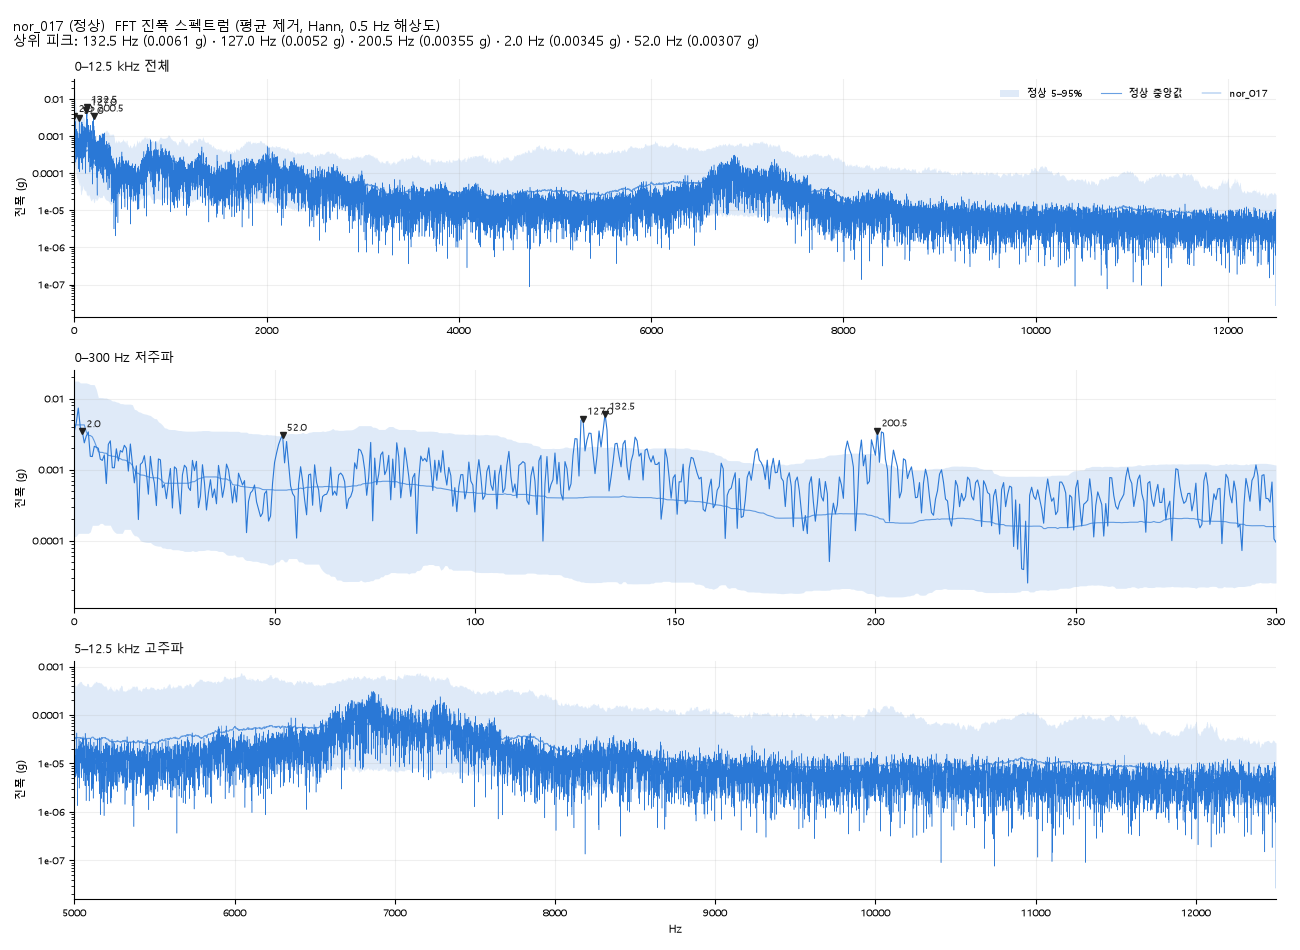 nor_017 (정상)  FFT 진폭 스펙트럼 (평균 제거, Hann, 0.5 Hz 해상도)
상위 피크: 132.5 Hz (0.0061 g) · 127.0 Hz (0.0052 g) · 200.5 Hz (0.00355 g) · 2.0 Hz (0.00345 g) · 52.0 Hz (0.00307 g)
0–12.5 kHz 전체
정상 5–95%
정상 중앙값
nor_017
132.5
200.5
0.01
0.001
0.0001
1e-05
1e-06
1e-07
진폭 (g)
0
2000
4000
6000
8000
10000
12000
0–300 Hz 저주파
2.0
52.0
127.0
132.5
200.5
0.01
0.001
0.0001
진폭 (g)
0
50
100
150
200
250
300
5–12.5 kHz 고주파
0.001
0.0001
1e-05
1e-06
1e-07
진폭 (g)
5000
6000
7000
8000
9000
10000
11000
12000
Hz